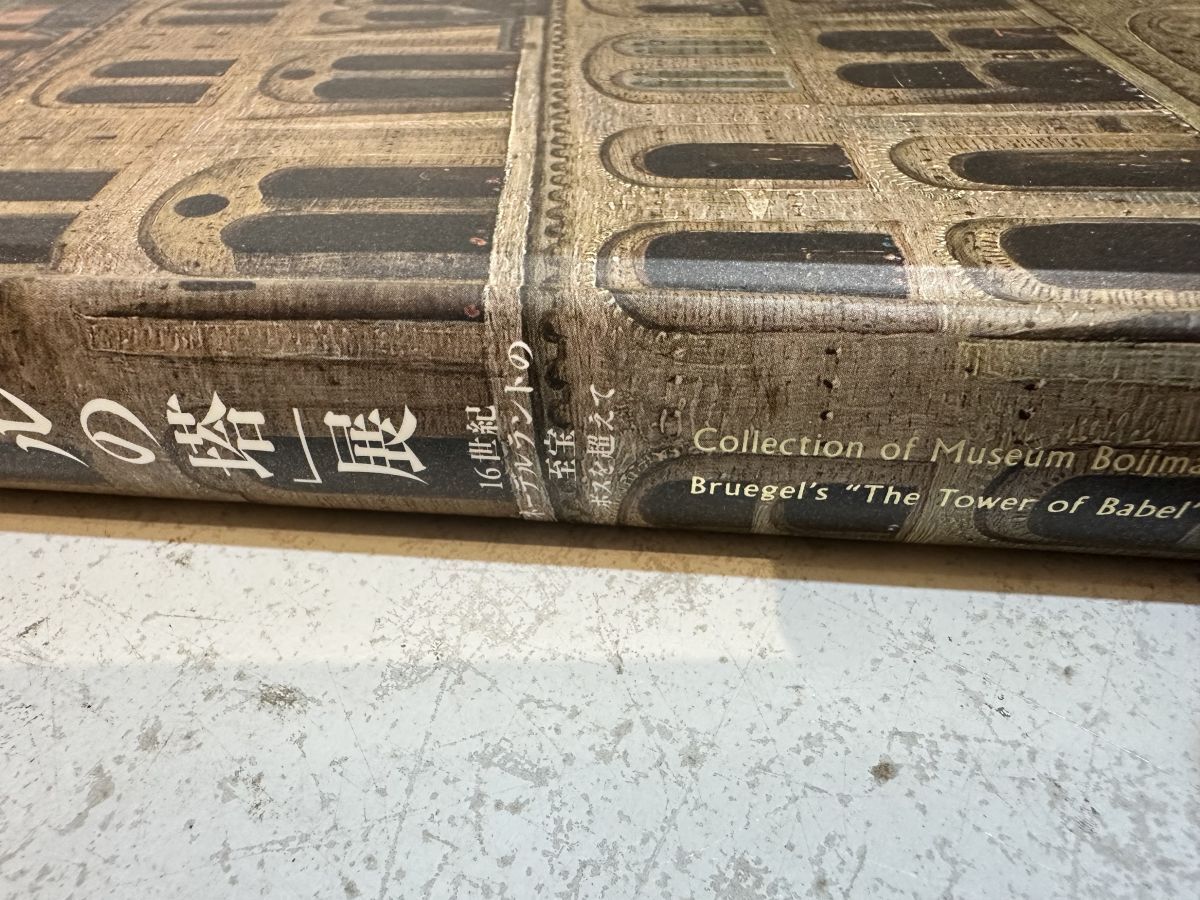 ルの塔」展
16世紀
ネーデルラントの
至宝
ボスを超えて
Collection of Museum Boijma
Bruegel's “The Tower of Babel”